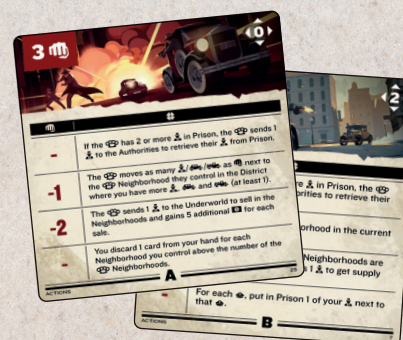 3
0
-
If the has 2 or more in Prison, the sends 1
to the Authorities to retrieve their from Prison.
-1
The moves as many / / as next to
the Neighborhood they control in the District
where you have more , and (at least 1).
-2
The sends 1 to the Underworld to sell in the
Neighborhoods and gains 5 additional for each
sale.
-
You discard 1 card from your hand for each
Neighborhood you control above the number of the
Neighborhoods.
ACTIONS
A
25
2
in Prison, the
orities to retrieve their
orhood in the current
Neighborhoods are
s 1 to get supply
-
For each , put in Prison 1 of your next to
that .
ACTIONS
B
7